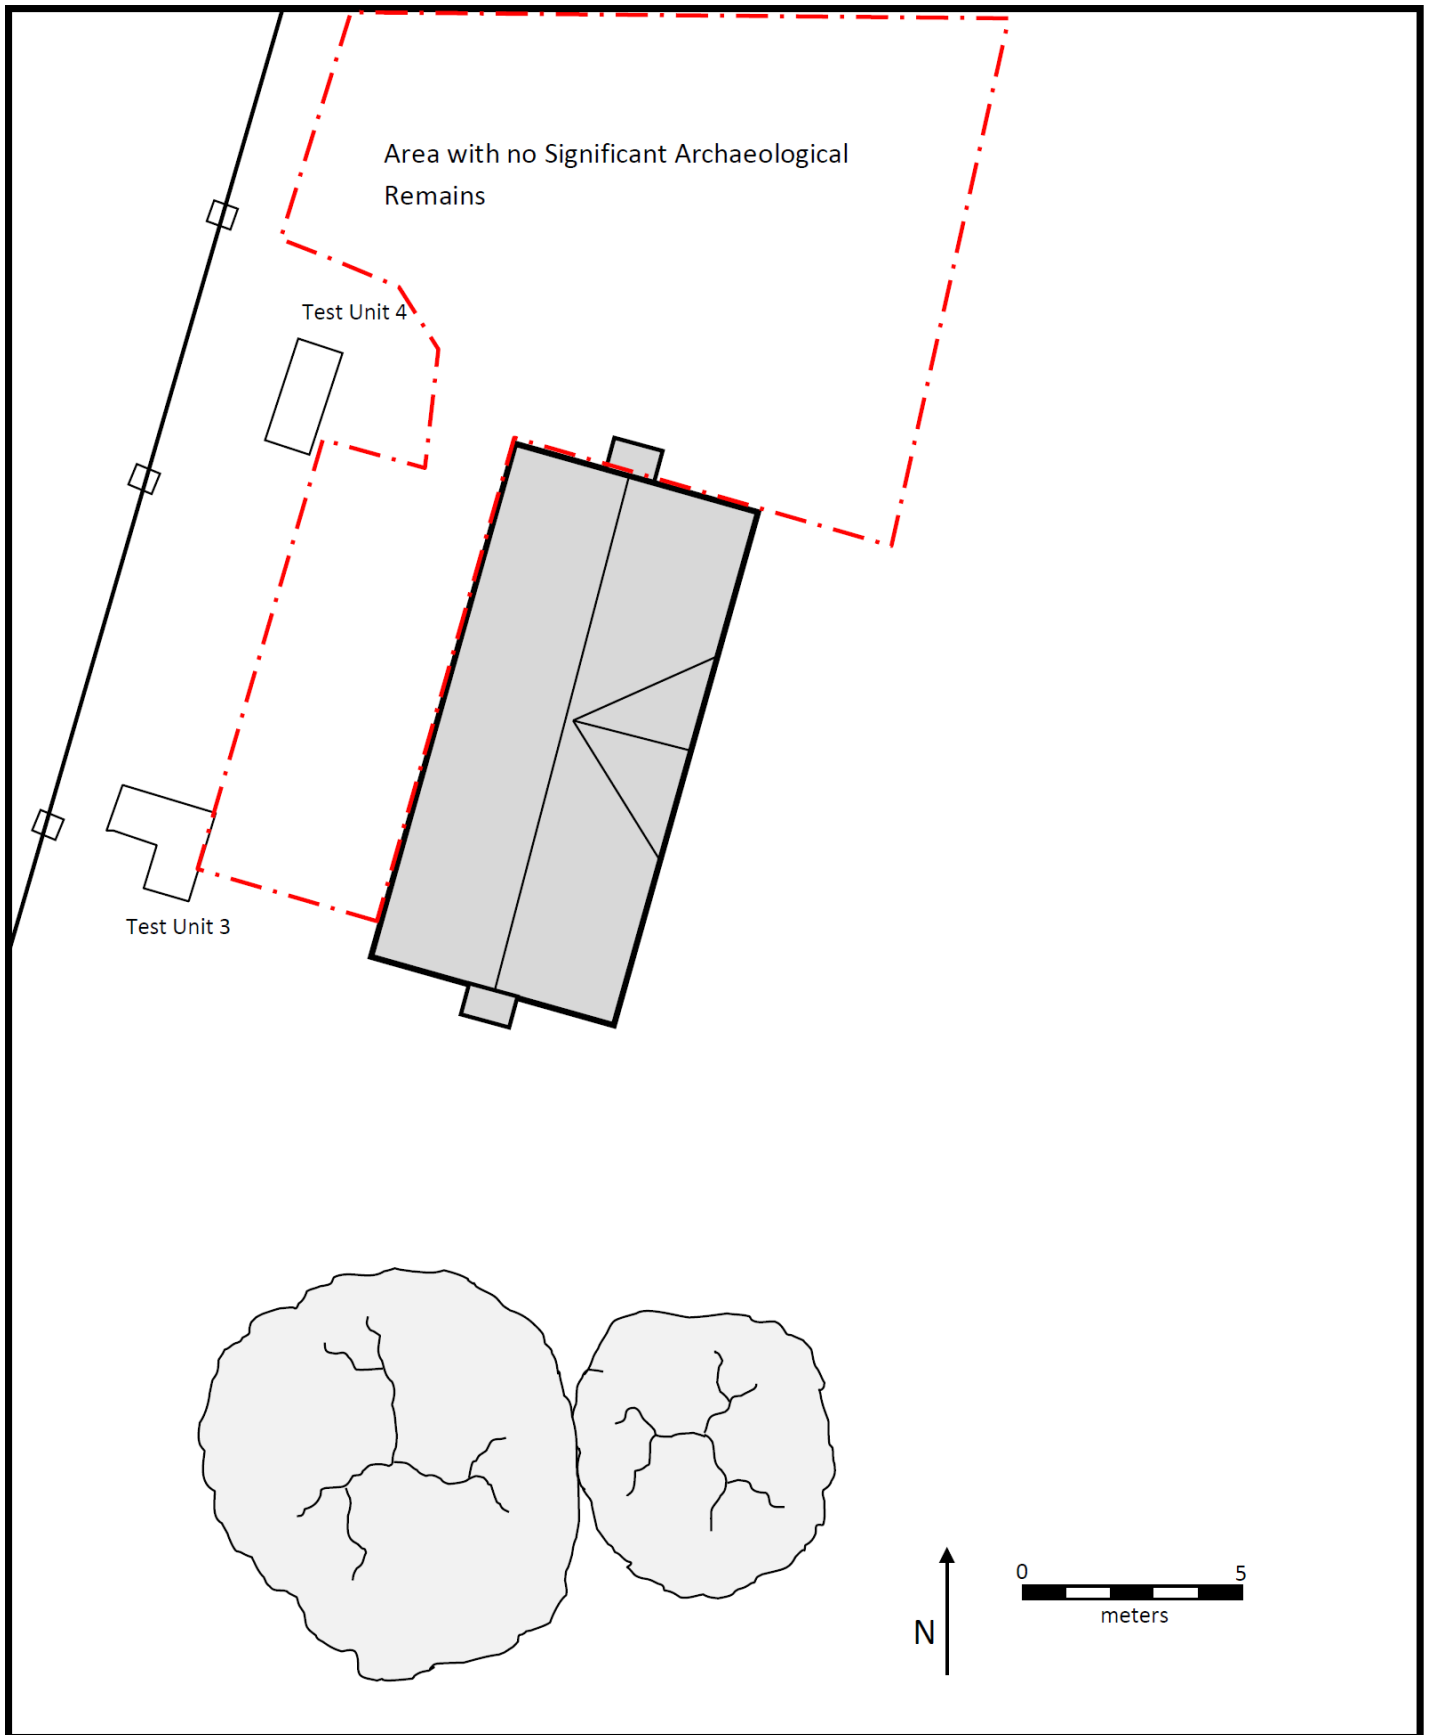 Area with no Significant Archaeological
Remains
Test Unit 4
Test Unit 3
0 5
meters
N